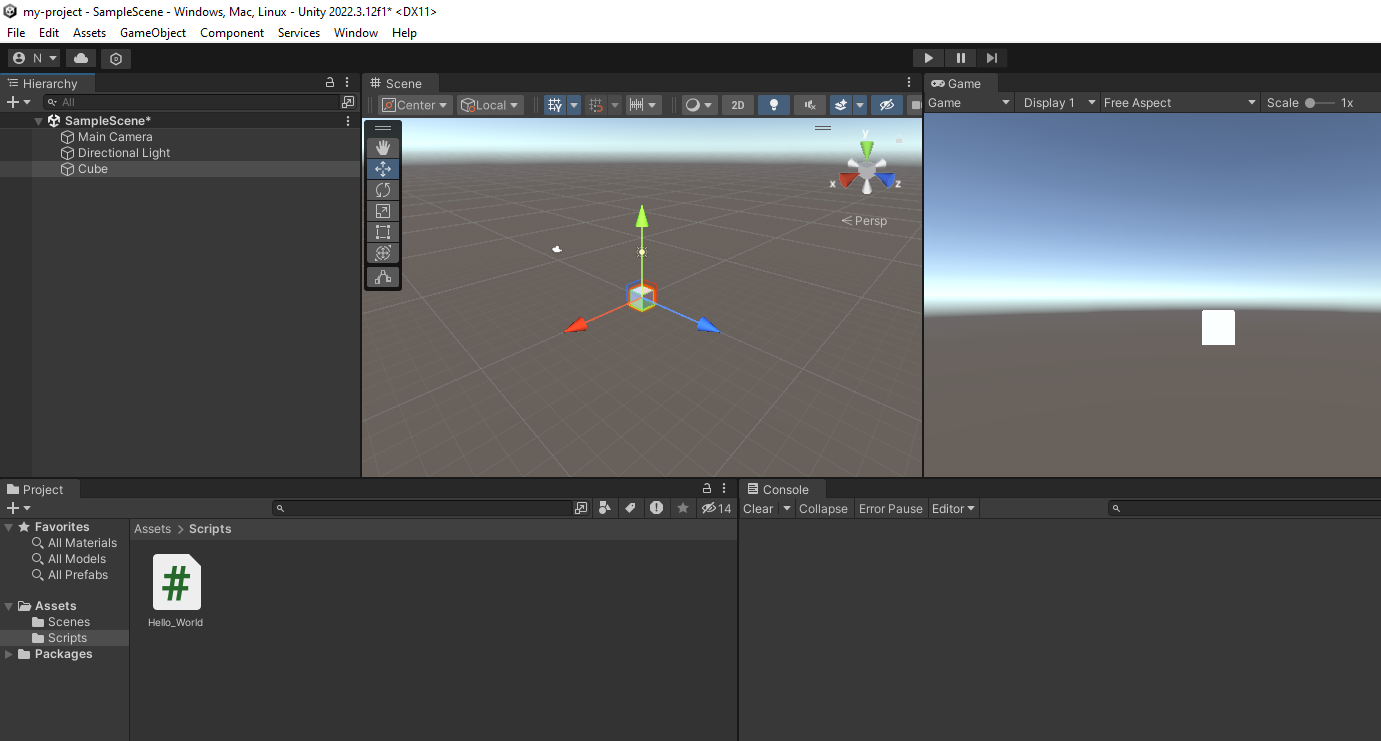 my-project - SampleScene - Windows, Mac, Linux - Unity 2022.3.12f1* <DX11>
File Edit Assets GameObject Component Services Window Help
N
Hierarchy
All
SampleScene*
Main Camera
Directional Light
Cube
Scene
Center Local 2D
y
x
z
Persp
Game
Game Display 1 Free Aspect Scale 1x
Project
14
Favorites
All Materials
All Models
All Prefabs
Assets
Scenes
Scripts
Packages
Assets > Scripts
#
Hello_World
Console
Clear Collapse Error Pause Editor